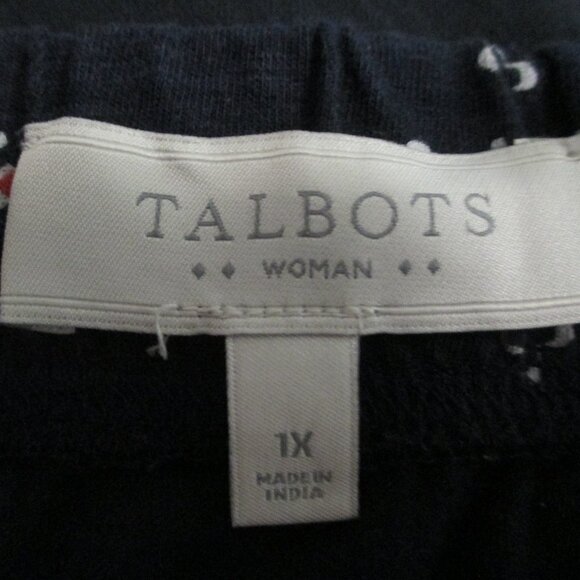 TALBOTS
♦ ♦ WOMAN ♦ ♦
1X
MADE IN
INDIA